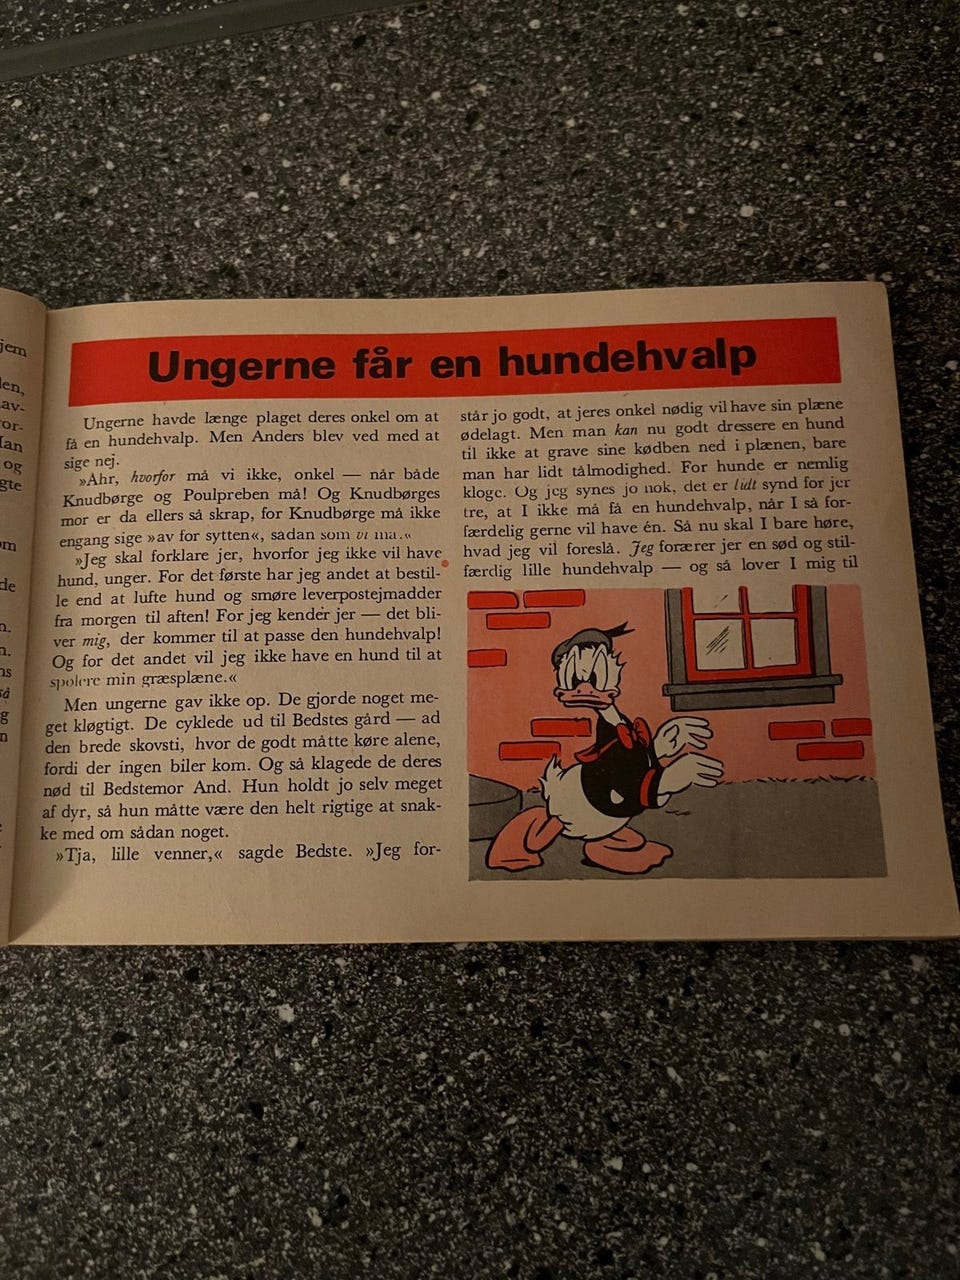 jem
len,
av-
or-
og
gte
om
de
n.
n.
så
g
n
Ungerne får en hundehvalp
Ungerne havde længe plaget deres onkel om at
få en hundehvalp. Men Anders blev ved med at
sige nej.
»Åhr, hvorfor må vi ikke, onkel — når både
Knudbørge og Poulpreben må! Og Knudbørges
mor er da ellers så skrap, for Knudbørge må ikke
engang sige »av for sytten«, sådan som vi må.«
»Jeg skal forklare jer, hvorfor jeg ikke vil have
hund, unger. For det første har jeg andet at bestil-
le end at lufte hund og smøre leverpostejmadder
fra morgen til aften! For jeg kender jer — det bli-
ver mig, der kommer til at passe den hundehvalp!
Og for det andet vil jeg ikke have en hund til at
spolere min græsplæne.«
Men ungerne gav ikke op. De gjorde noget me-
get kløgtigt. De cyklede ud til Bedstes gård — ad
den brede skovsti, hvor de godt måtte køre alene,
fordi der ingen biler kom. Og så klagede de deres
nød til Bedstemor And. Hun holdt jo selv meget
af dyr, så hun måtte være den helt rigtige at snak-
ke med om sådan noget.
»Tja, lille venner,« sagde Bedste. »Jeg for-
står jo godt, at jeres onkel nødig vil have sin plæne
ødelagt. Men man kan nu godt dressere en hund
til ikke at grave sine kødben ned i plænen, bare
man har lidt tålmodighed. For hunde er nemlig
kloge. Og jeg synes jo nok, det er lidt synd for jer
tre, at I ikke må få en hundehvalp, når I så for-
færdelig gerne vil have én. Så nu skal I bare høre,
hvad jeg vil foreslå. Jeg forærer jer en sød og stil-
færdig lille hundehvalp — og så lover I mig til